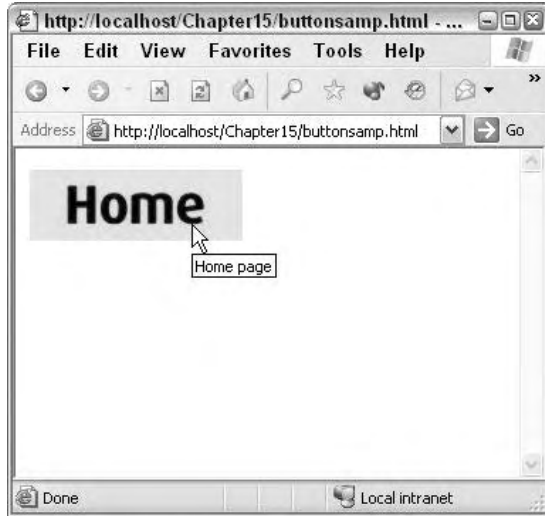 http://localhost/Chapter15/buttonsamp.html - ...
File Edit View Favorites Tools Help
Address http://localhost/Chapter15/buttonsamp.html Go
Home
Home page
Done Local intranet